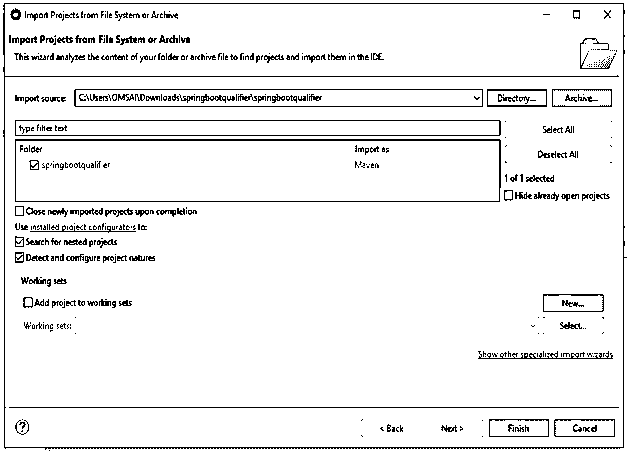 Import Projects from File System or Archive
Import Projects from File System or Archive
This wizard analyzes the content of your folder or archive file to find projects and import them in the IDE.
Import source: C:\Users\OMSAI\Downloads\springbootqualifier\springbootqualifier Directory... Archive...
type filter text Select All
Folder Import as Deselect All
springbootqualifier Maven
1 of 1 selected
Hide already open projects
Close newly imported projects upon completion
Use installed project configurators to:
Search for nested projects
Detect and configure project natures
Working sets
Add project to working sets New...
Working sets: Select...
Show other specialized import wizards
? < Back Next > Finish Cancel